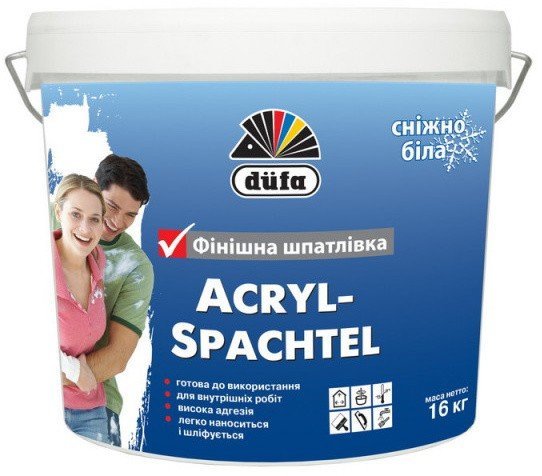 düfa
сніжно
біла
Фінішна шпатлівка
ACRYL-
SPACHTEL
готова до використання
для внутрішніх робіт
висока адгезія
легко наноситься
і шліфується
маса нетто:
16 кг